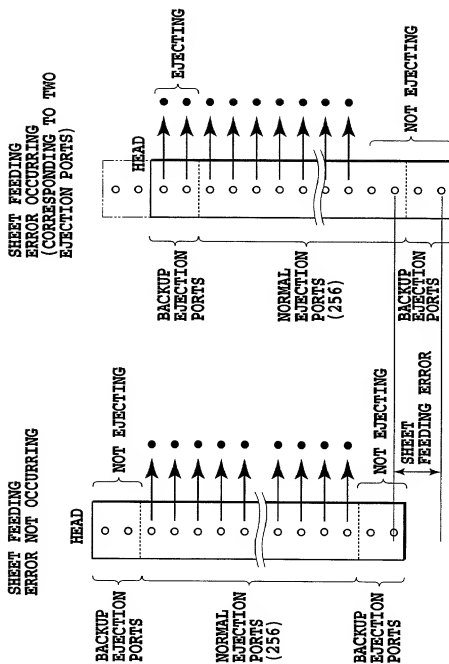 SHEET FEEDING
ERROR NOT OCCURRING
HEAD
NOT EJECTING
BACKUP
EJECTION
PORTS
NORMAL
EJECTION
PORTS
(256)
BACKUP
EJECTION
PORTS
NOT EJECTING
SHEET
FEEDING ERROR
SHEET FEEDING
ERROR OCCURRING
(CORRESPONDING TO TWO
EJECTION PORTS)
HEAD
EJECTING
BACKUP
EJECTION
PORTS
NORMAL
EJECTION
PORTS
(256)
BACKUP
EJECTION
PORTS
NOT EJECTING